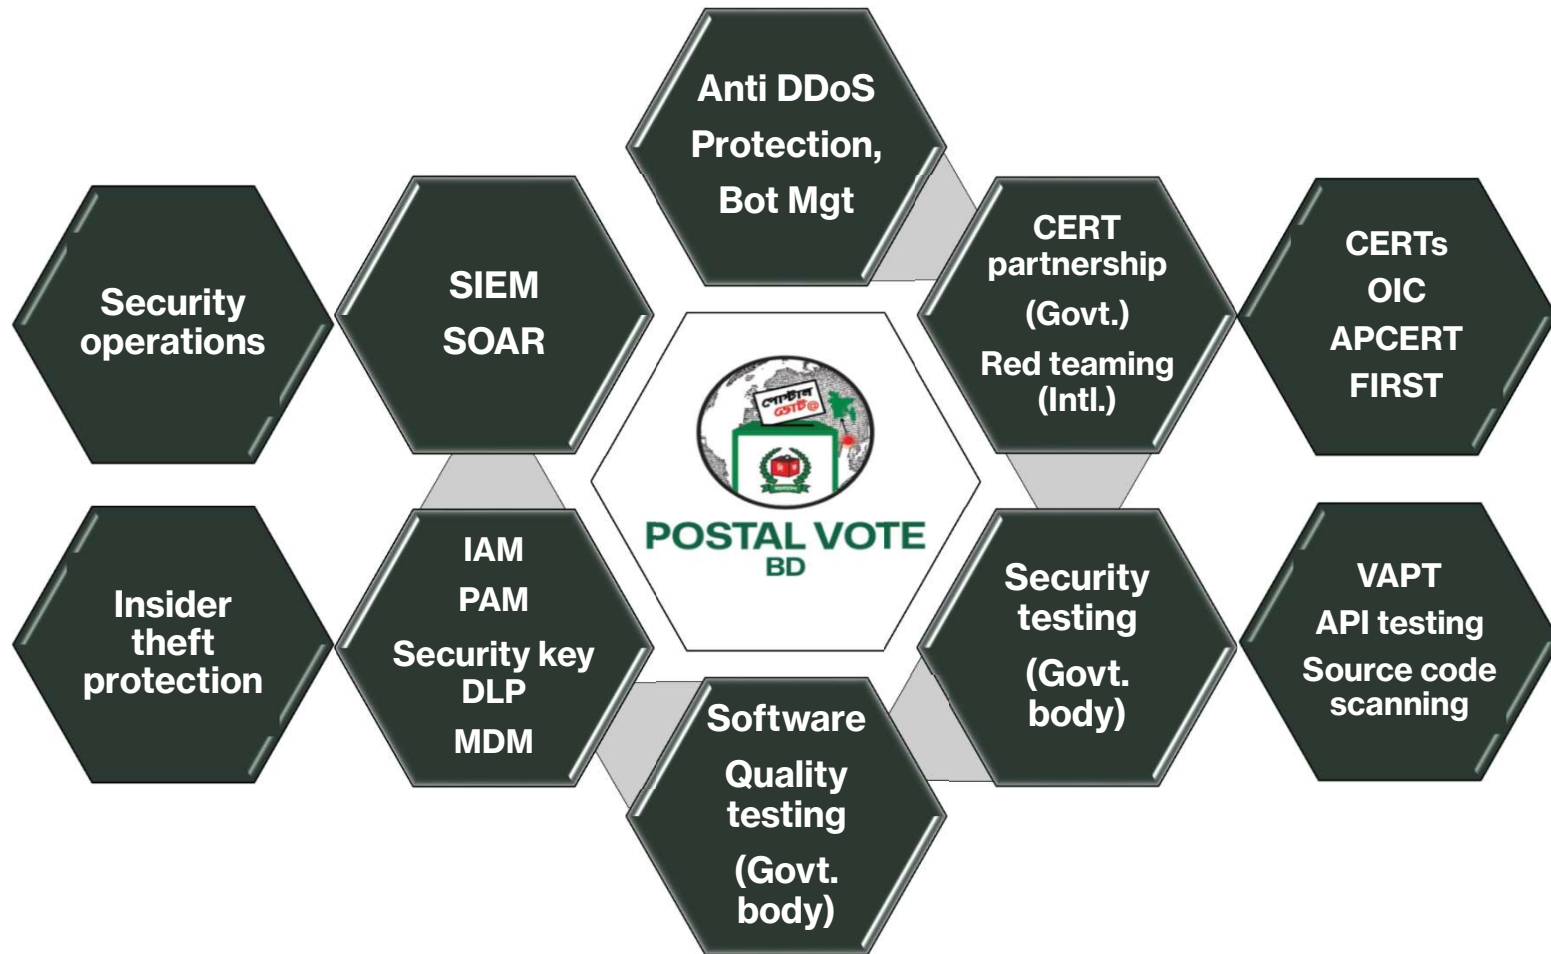 Anti DDoS
Protection,
Bot Mgt
Security
operations
SIEM
SOAR
CERT
partnership
(Govt.)
Red teaming
(Intl.)
CERTs
OIC
APCERT
FIRST
পোস্টাল
ভোট@
POSTAL VOTE
BD
Insider
theft
protection
IAM
PAM
Security key
DLP
MDM
Software
Quality
testing
(Govt.
body)
Security
testing
(Govt.
body)
VAPT
API testing
Source code
scanning